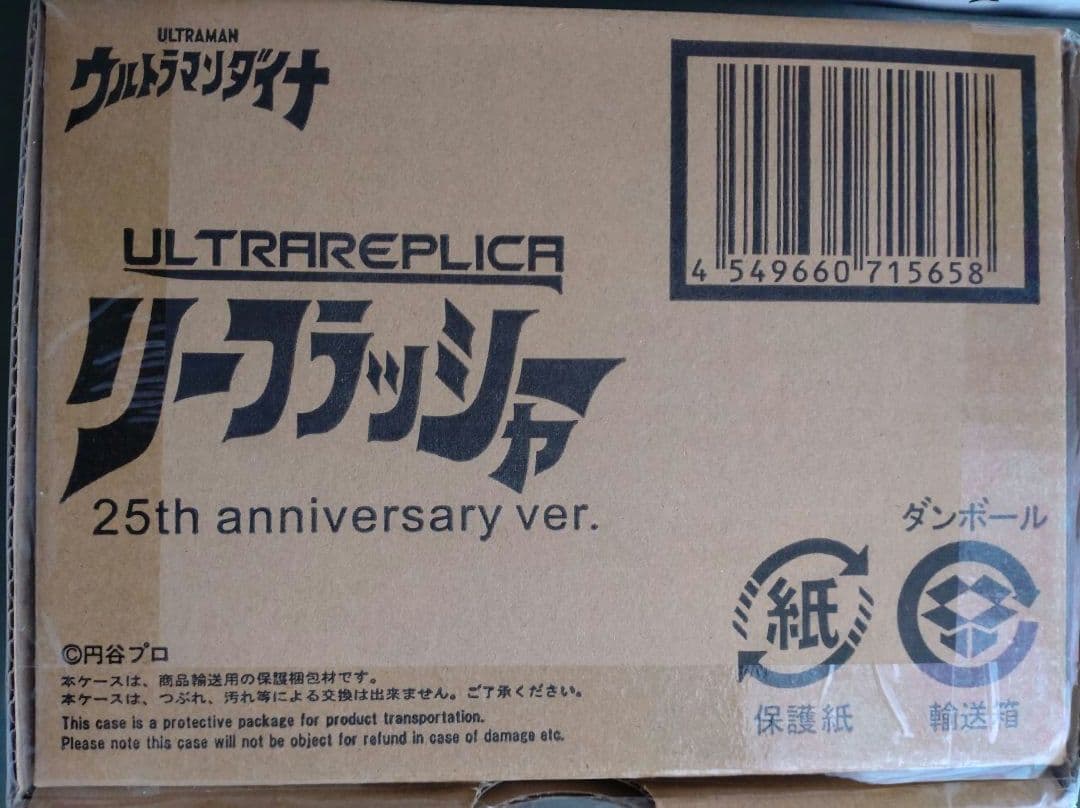 ULTRAMAN
ウルトラマンダイナ
4 549660 715658
ULTRAREPLICA
リーフラッシャー
25th anniversary ver.
ダンボール
紙
保護紙
輸送箱
©円谷プロ
本ケースは、商品輸送用の保護梱包材です。
本ケースは、つぶれ、汚れ等による交換は出来ません。ご了承ください。
This case is a protective package for product transportation.
Please note this case will not be object for refund in case of damage etc.